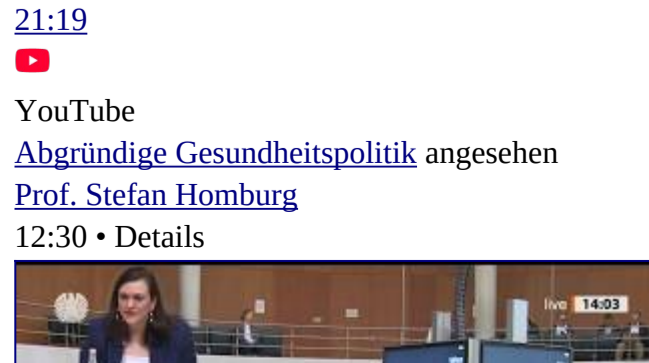 21:19
YouTube
Abgründige Gesundheitspolitik angesehen
Prof. Stefan Homburg
12:30 • Details
live 14:03